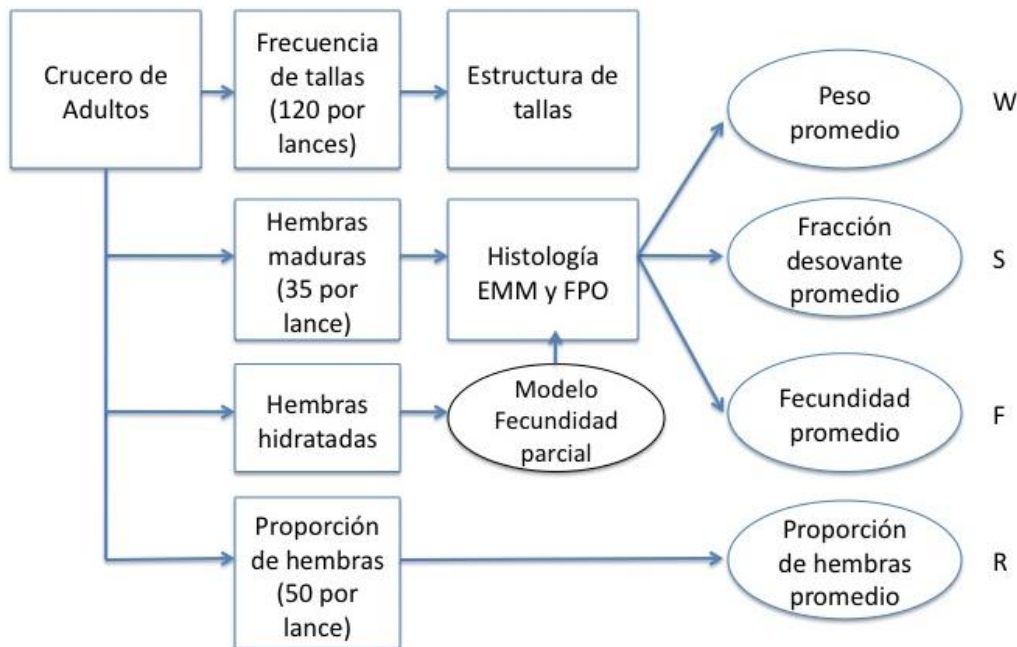 Crucero de
Adultos
Frecuencia
de tallas
(120 por
lances)
Estructura de
tallas
Peso
promedio
W
Hembras
maduras
(35 por
lance)
Histología
EMM y FPO
Fracción
desovante
promedio
S
Hembras
hidratadas
Modelo
Fecundidad
parcial
Fecundidad
promedio
F
Proporción
de hembras
(50 por
lance)
Proporción
de hembras
promedio
R